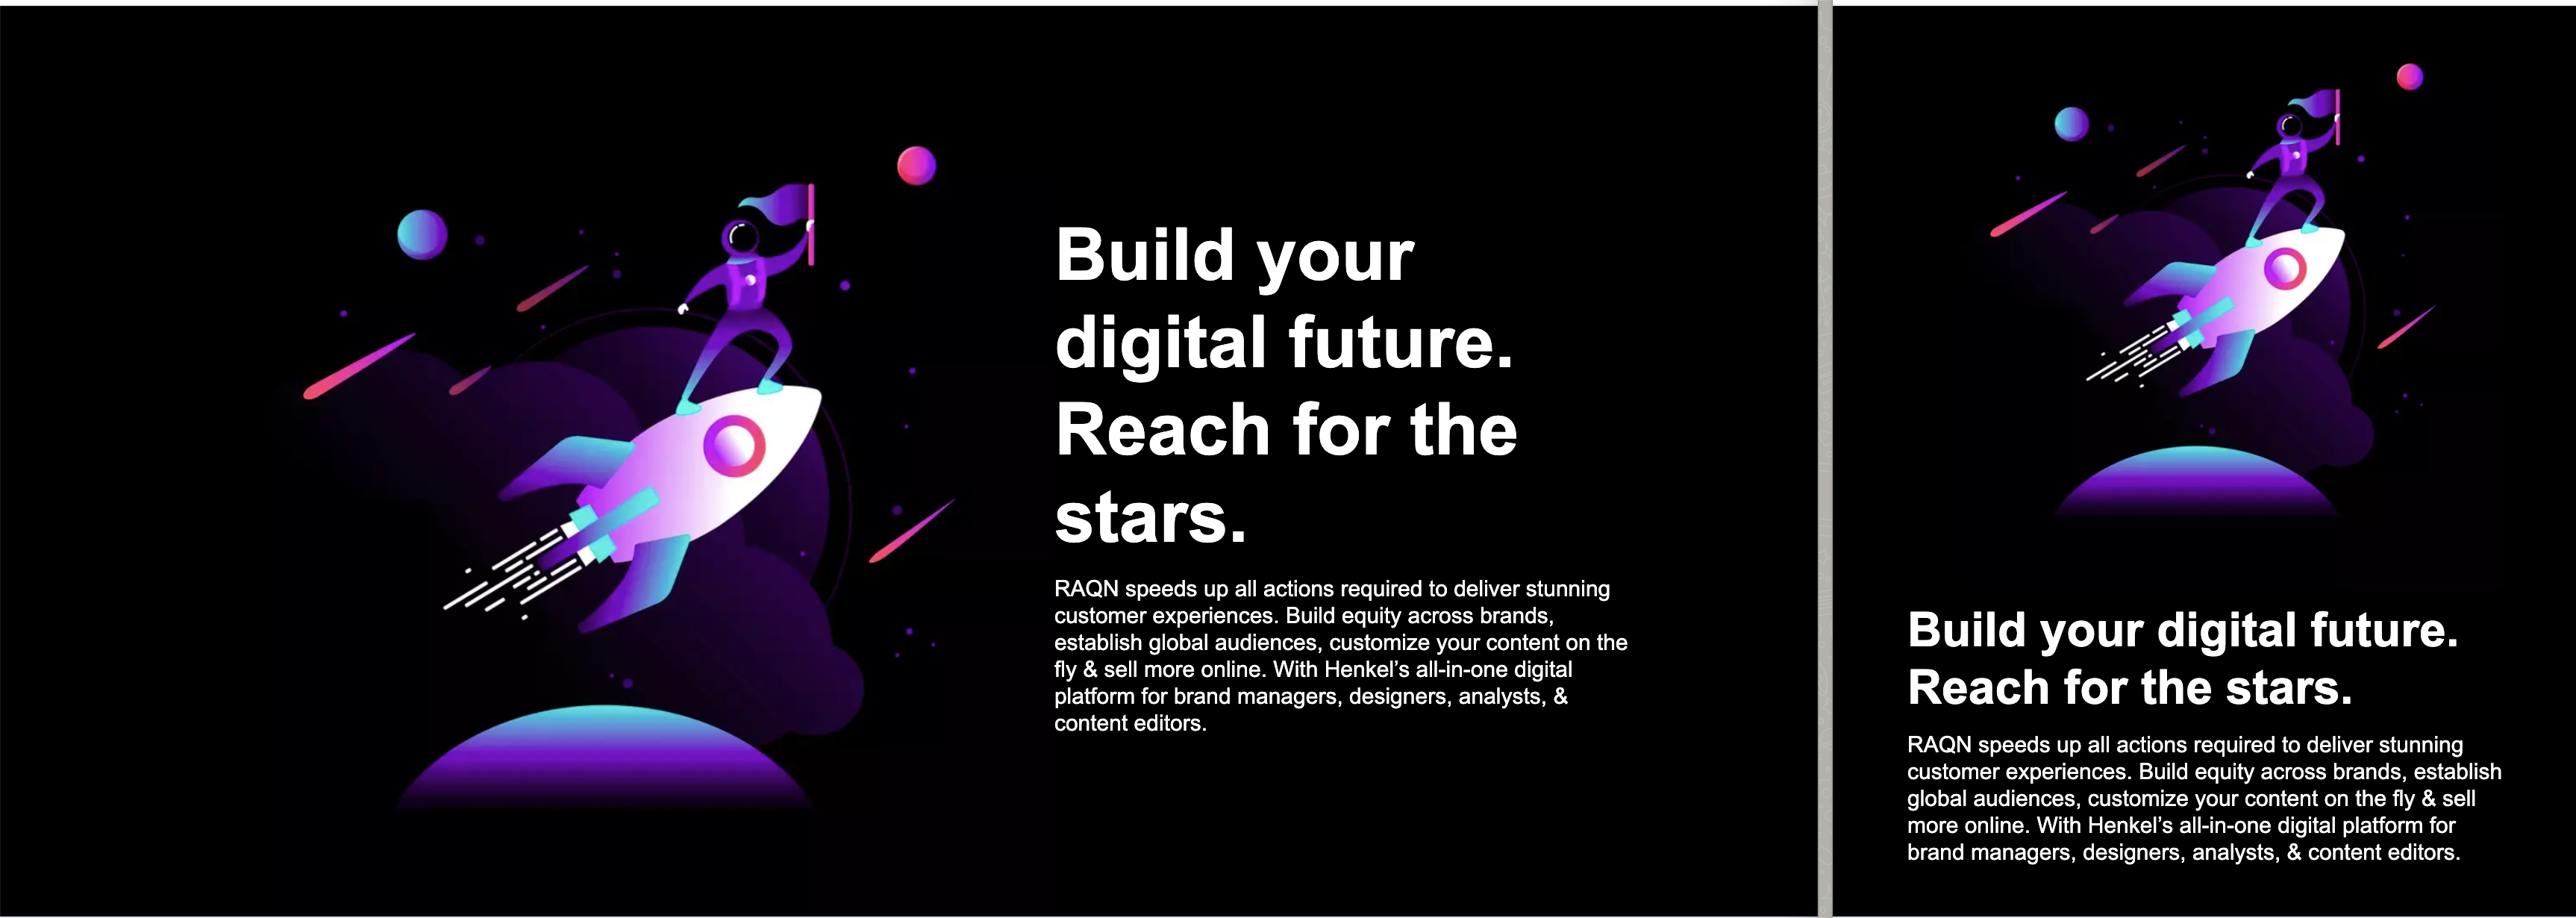 Build your
digital future.
Reach for the
stars.
RAQN speeds up all actions required to deliver stunning
customer experiences. Build equity across brands,
establish global audiences, customize your content on the
fly & sell more online. With Henkel’s all-in-one digital
platform for brand managers, designers, analysts, &
content editors.
Build your digital future.
Reach for the stars.
RAQN speeds up all actions required to deliver stunning
customer experiences. Build equity across brands, establish
global audiences, customize your content on the fly & sell
more online. With Henkel’s all-in-one digital platform for
brand managers, designers, analysts, & content editors.